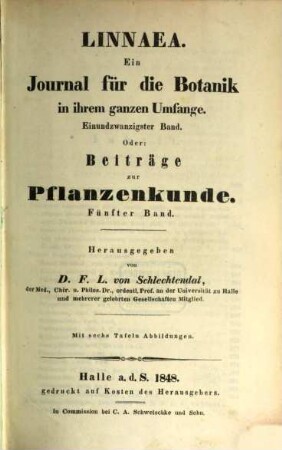 LINNAEA.
Ein
Journal für die Botanik
in ihrem ganzen Umfange.
Einundzwanzigster Band.
Oder:
Beiträge
zur
Pflanzenkunde.
Fünfter Band.
Herausgegeben
von
D. F. L. von Schlechtendal,
der Med., Chir. u. Philos. Dr., ordentl. Prof. an der Universität zu Halle
und mehrerer gelehrten Gesellschaften Mitglied.
Mit sechs Tafeln Abbildungen.
Halle a. d. S. 1848.
gedruckt auf Kosten des Herausgebers.
In Commission bei C. A. Schwetschke und Sohn.